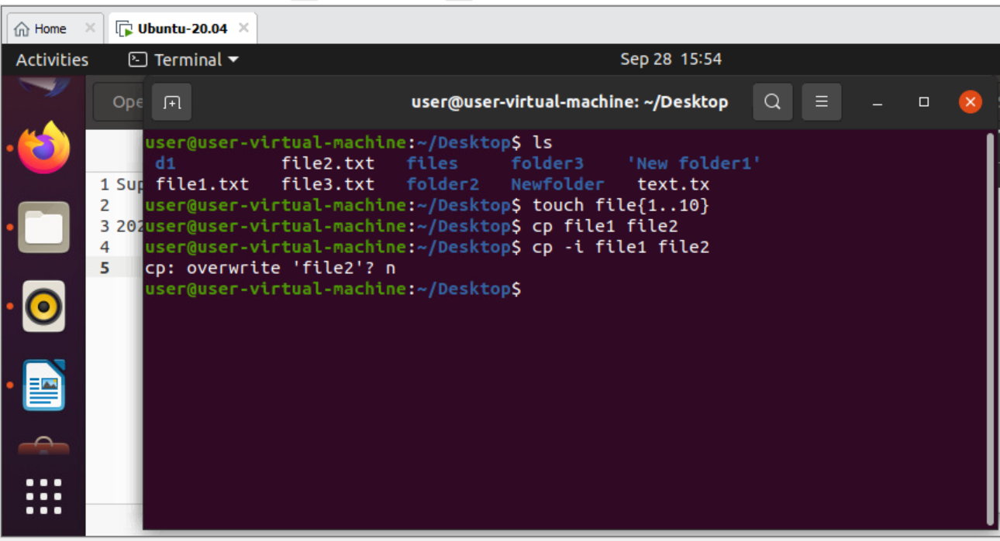 Home × Ubuntu-20.04 ×
Activities Terminal Sep 28 15:54
Ope user@user-virtual-machine: ~/Desktop
user@user-virtual-machine:~/Desktop$ ls
d1 file2.txt files folder3 'New folder1'
1 Sup file1.txt file3.txt folder2 Newfolder text.tx
2 user@user-virtual-machine:~/Desktop$ touch file{1..10}
3 202 user@user-virtual-machine:~/Desktop$ cp file1 file2
4 user@user-virtual-machine:~/Desktop$ cp -i file1 file2
5 cp: overwrite 'file2'? n
user@user-virtual-machine:~/Desktop$